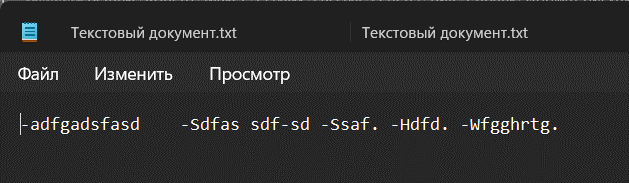 Текстовый документ.txt Текстовый документ.txt
Файл Изменить Просмотр
-adfgadsfasd    -Sdfas sdf-sd -Ssaf. -Hdfd. -Wfgghrtg.